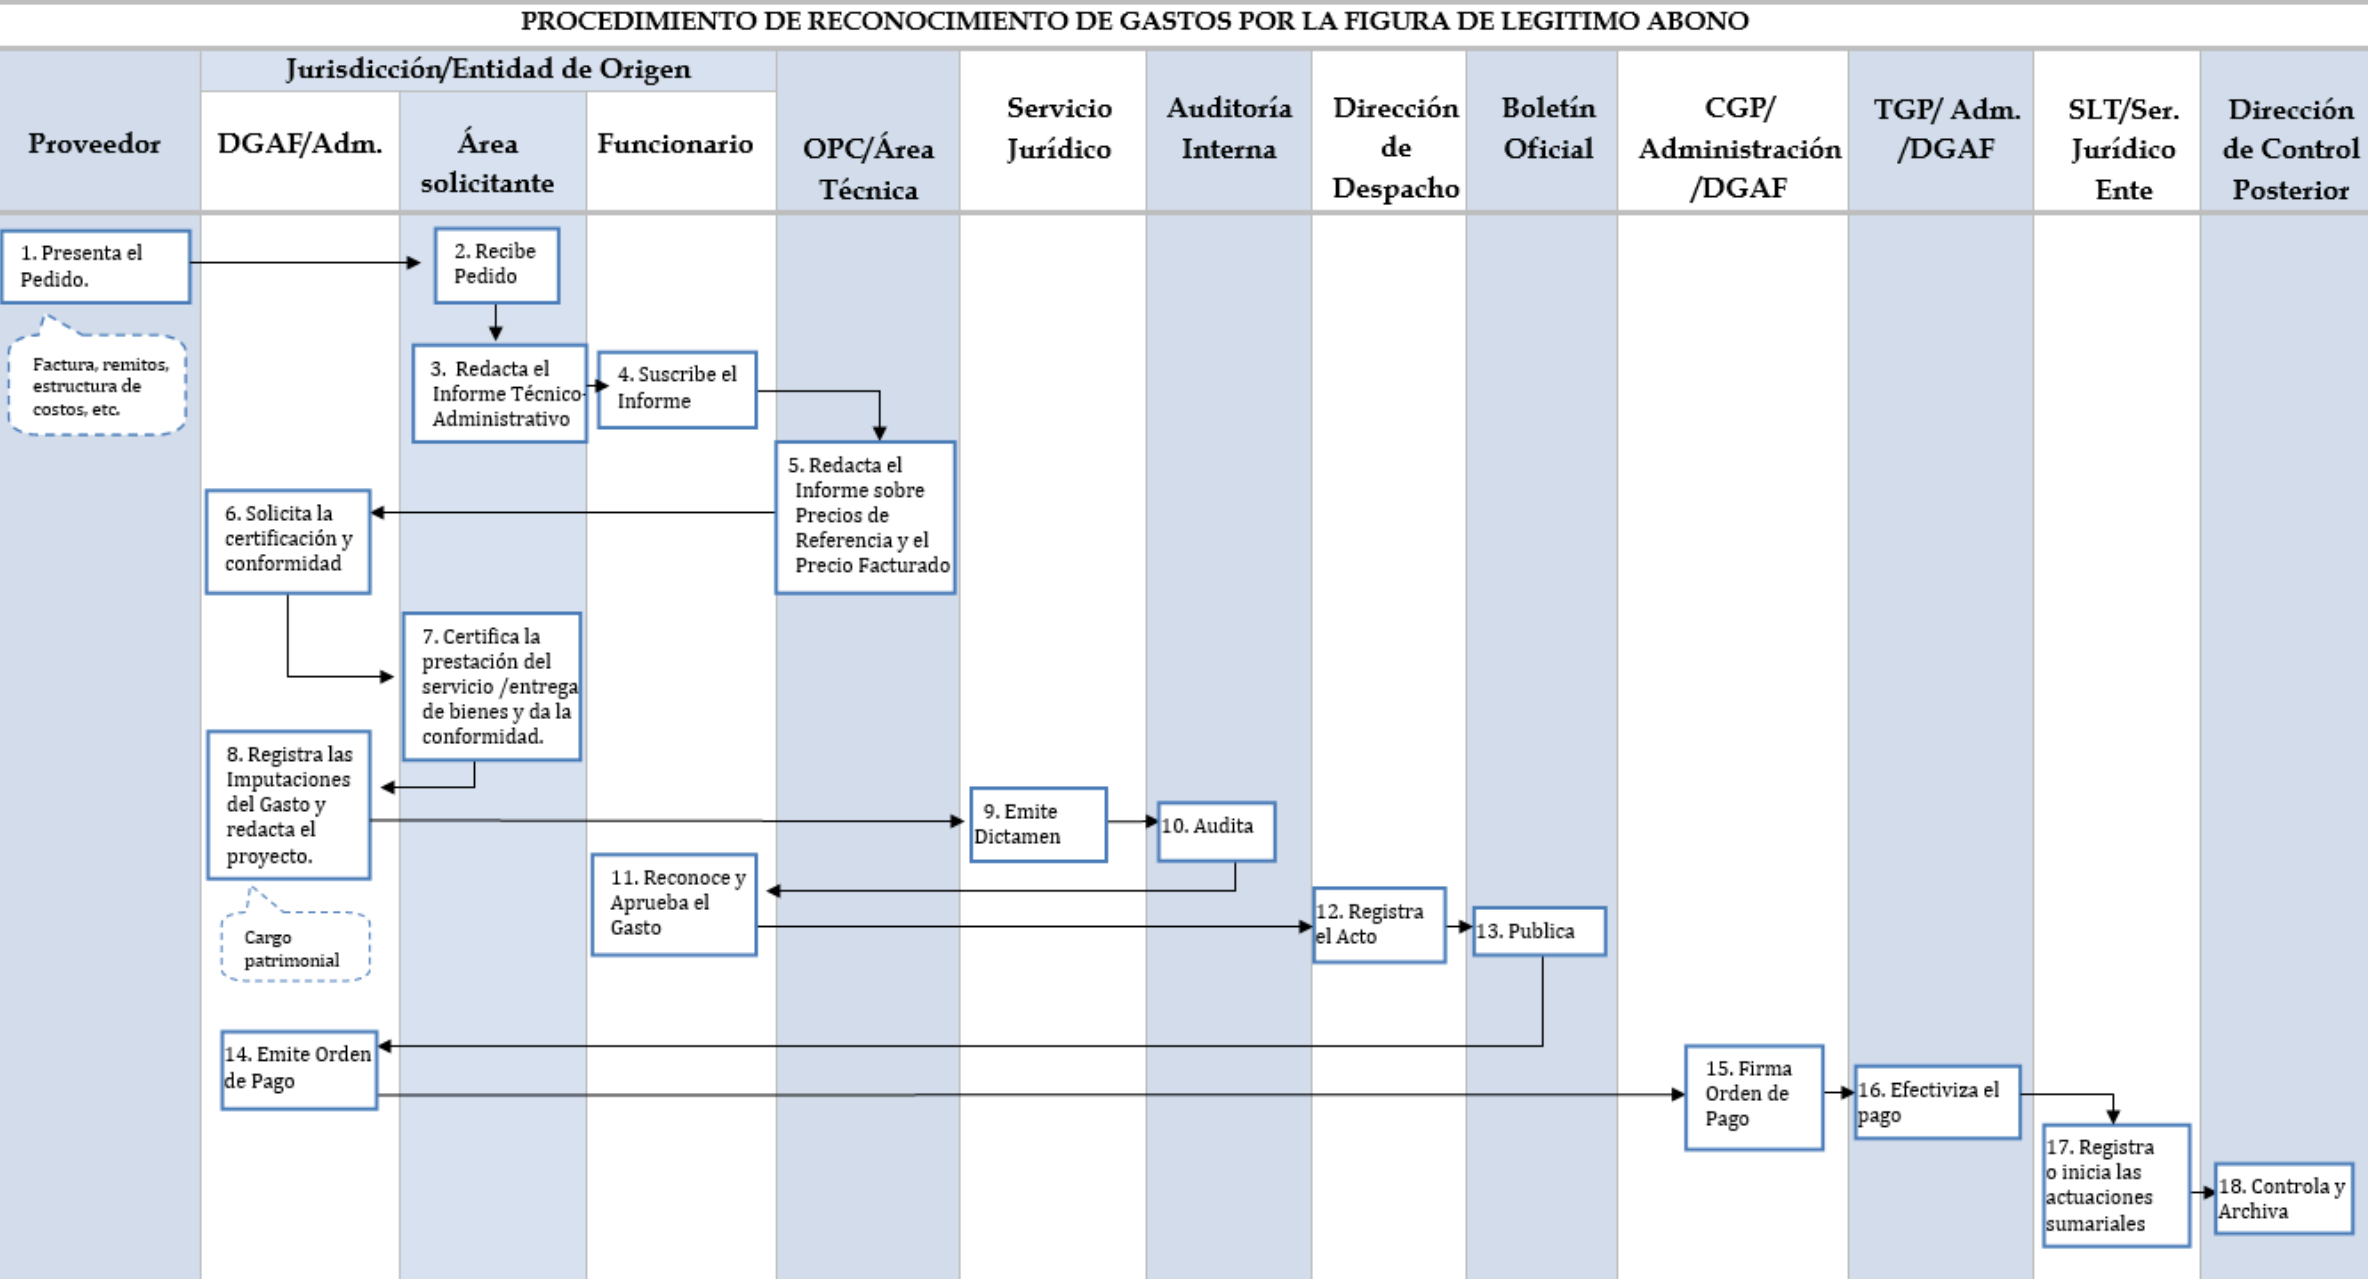 PROCEDIMIENTO DE RECONOCIMIENTO DE GASTOS POR LA FIGURA DE LEGITIMO ABONO
Jurisdicción/Entidad de Origen
Proveedor
DGAF/Adm.
Área
solicitante
Funcionario
OPC/Área
Técnica
Servicio
Jurídico
Auditoría
Interna
Dirección
de
Despacho
Boletín
Oficial
CGP/
Administración
/DGAF
TGP/ Adm.
/DGAF
SLT/Ser.
Jurídico
Ente
Dirección
de Control
Posterior
1. Presenta el
Pedido.
Factura, remitos,
estructura de
costos, etc.
2. Recibe
Pedido
3. Redacta el
Informe Técnico-
Administrativo
4. Suscribe el
Informe
5. Redacta el
Informe sobre
Precios de
Referencia y el
Precio Facturado
6. Solicita la
certificación y
conformidad
7. Certifica la
prestación del
servicio /entrega
de bienes y da la
conformidad.
8. Registra las
Imputaciones
del Gasto y
redacta el
proyecto.
Cargo
patrimonial
9. Emite
Dictamen
10. Audita
11. Reconoce y
Aprueba el
Gasto
12. Registra
el Acto
13. Publica
14. Emite Orden
de Pago
15. Firma
Orden de
Pago
16. Efectiviza el
pago
17. Registra
o inicia las
actuaciones
sumariales
18. Controla y
Archiva